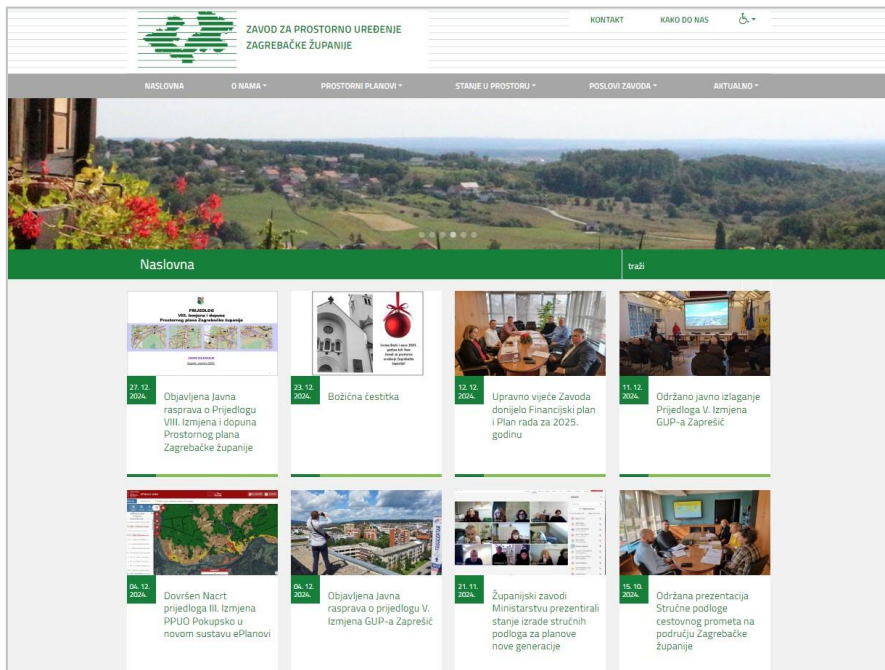 ZAVOD ZA PROSTORNO UREĐENJE
ZAGREBAČKE ŽUPANIJE
KONTAKT
KAKO DO NAS
NASLOVNA
O NAMA
PROSTORNI PLANOVI
STANJE U PROSTORU
POSLOVI ZAVODA
AKTUALNO
Naslovna
traži
PRIJEDLOG
VIII. Izmjena i dopuna
Prostornog plana Zagrebačke županije
27. 12.
2024.
Objavljena Javna
rasprava o Prijedlogu
VIII. Izmjena i dopuna
Prostornog plana
Zagrebačke županije
23. 12.
2024.
Božićna čestitka
12. 12.
2024.
Upravno vijeće Zavoda
donijelo Financijski plan
i Plan rada za 2025.
godinu
11. 12.
2024.
Održano javno izlaganje
Prijedloga V. Izmjena
GUP-a Zaprešić
04. 12.
2024.
Dovršen Nacrt
prijedloga III. Izmjena
PPUO Pokupsko u
novom sustavu ePlanovi
04. 12.
2024.
Objavljena Javna
rasprava o prijedlogu V.
Izmjena GUP-a Zaprešić
21. 11.
2024.
Županijski zavodi
Ministarstvu prezentirali
stanje izrade stručnih
podloga za planove
nove generacije
15. 10.
2024.
Održana prezentacija
Stručne podloge
cestovnog prometa na
području Zagrebačke
županije